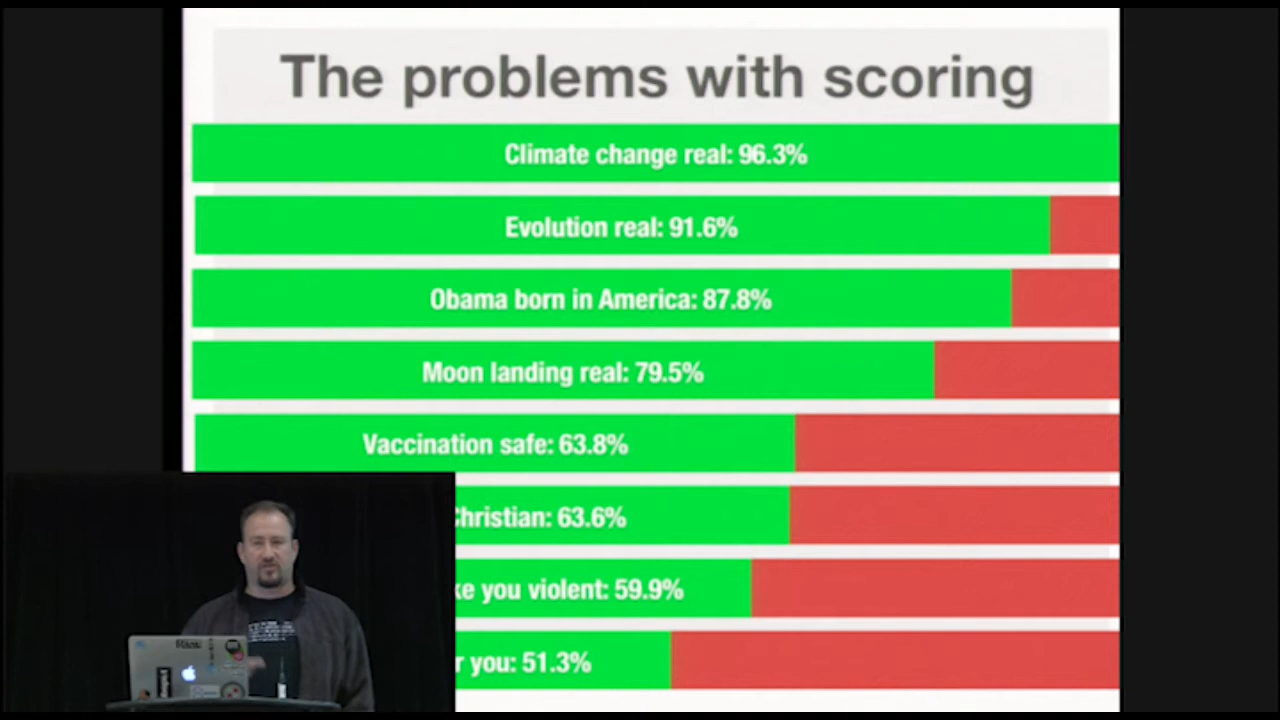 The problems with scoring
Climate change real: 96.3%
Evolution real: 91.6%
Obama born in America: 87.8%
Moon landing real: 79.5%
Vaccination safe: 63.8%
Christian: 63.6%
ke you violent: 59.9%
r you: 51.3%